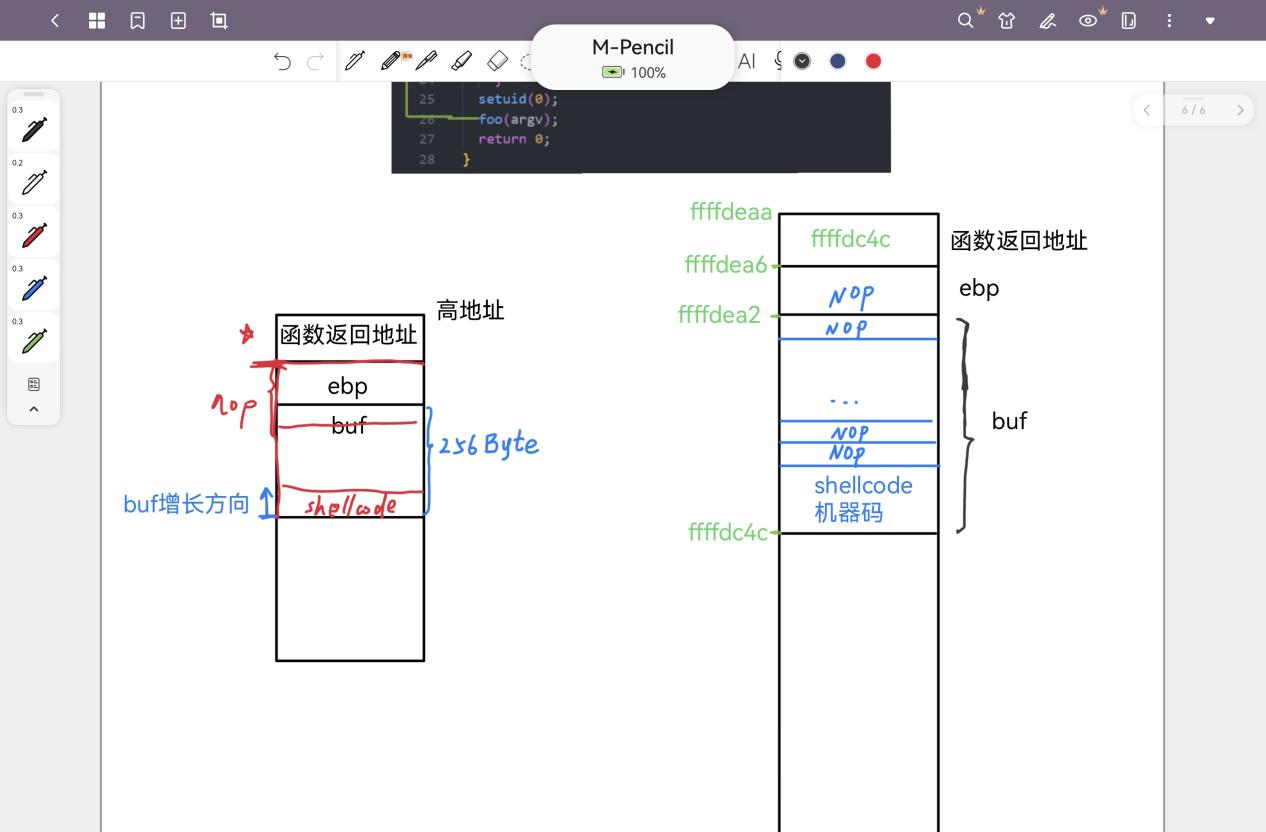 M-Pencil
100%
AI
6 / 6
0.3
0.2
0.3
0.3
0.3
25 setuid(0);
26 foo(argv);
27 return 0;
28 }
ffffdeaa
ffffdc4c
函数返回地址
ffffdea6
ebp
NOP
ffffdea2
NOP
...
NOP
NOP
buf
shellcode
机器码
ffffdc4c
高地址
函数返回地址
ebp
nop
buf
256 Byte
buf增长方向
shellcode